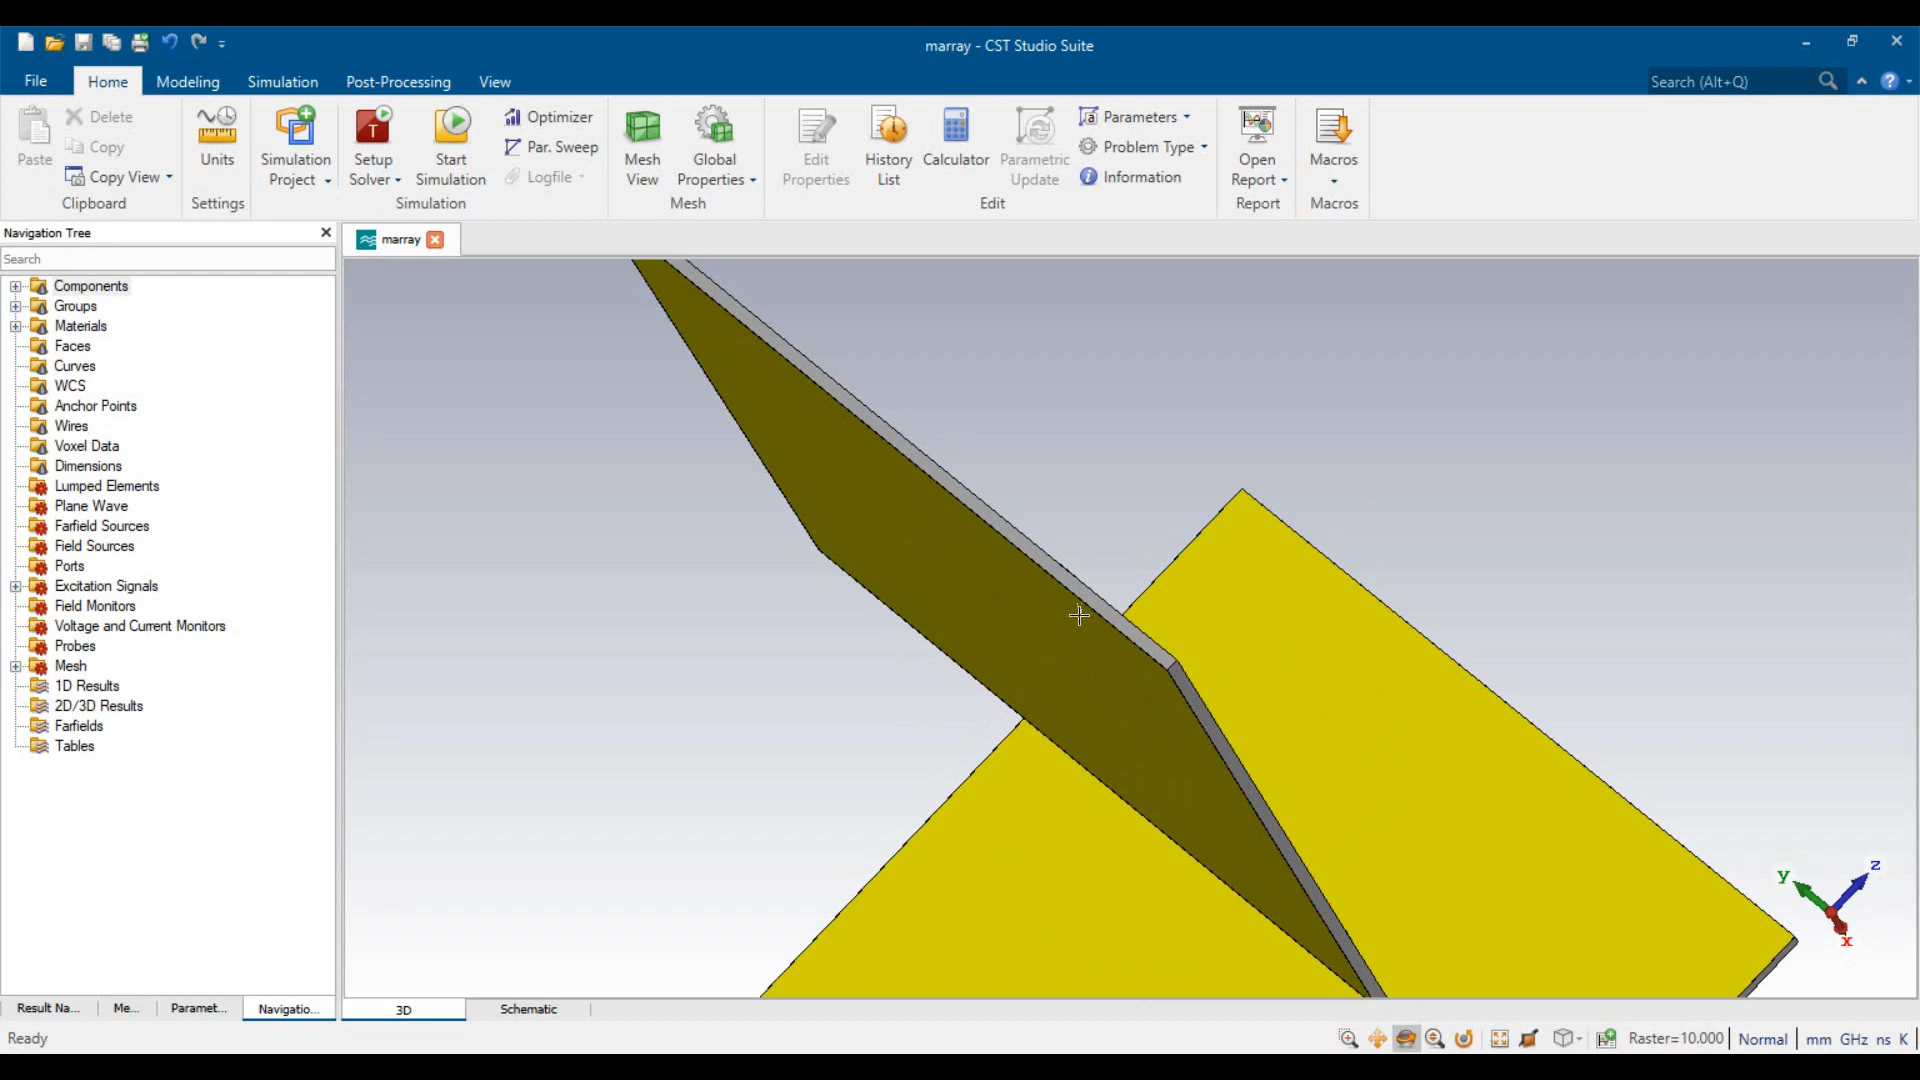 marray - CST Studio Suite
File Home Modeling Simulation Post-Processing View Search (Alt+Q)
Paste Delete Copy Copy View Clipboard
Units Settings
Simulation Project Setup Solver Start Simulation Optimizer Par. Sweep Logfile Simulation
Mesh View Global Properties Mesh
Edit Properties History List Calculator Parametric Update Parameters Problem Type Information Edit
Open Report Report
Macros Macros
Navigation Tree
marray
Search
Components
Groups
Materials
Faces
Curves
WCS
Anchor Points
Wires
Voxel Data
Dimensions
Lumped Elements
Plane Wave
Farfield Sources
Field Sources
Ports
Excitation Signals
Field Monitors
Voltage and Current Monitors
Probes
Mesh
1D Results
2D/3D Results
Farfields
Tables
y z
x
Result Na... Me... Paramet... Navigatio... 3D Schematic
Ready Raster=10.000 Normal mm GHz ns K